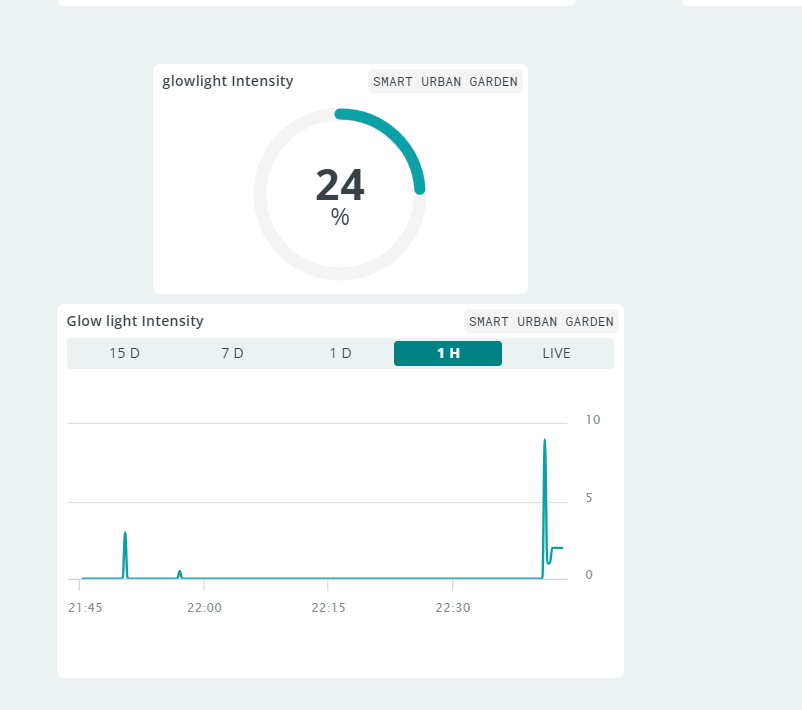 glowlight Intensity
SMART URBAN GARDEN
24
%
Glow light Intensity
SMART URBAN GARDEN
15 D
7 D
1 D
1 H
LIVE
10
5
0
21:45
22:00
22:15
22:30